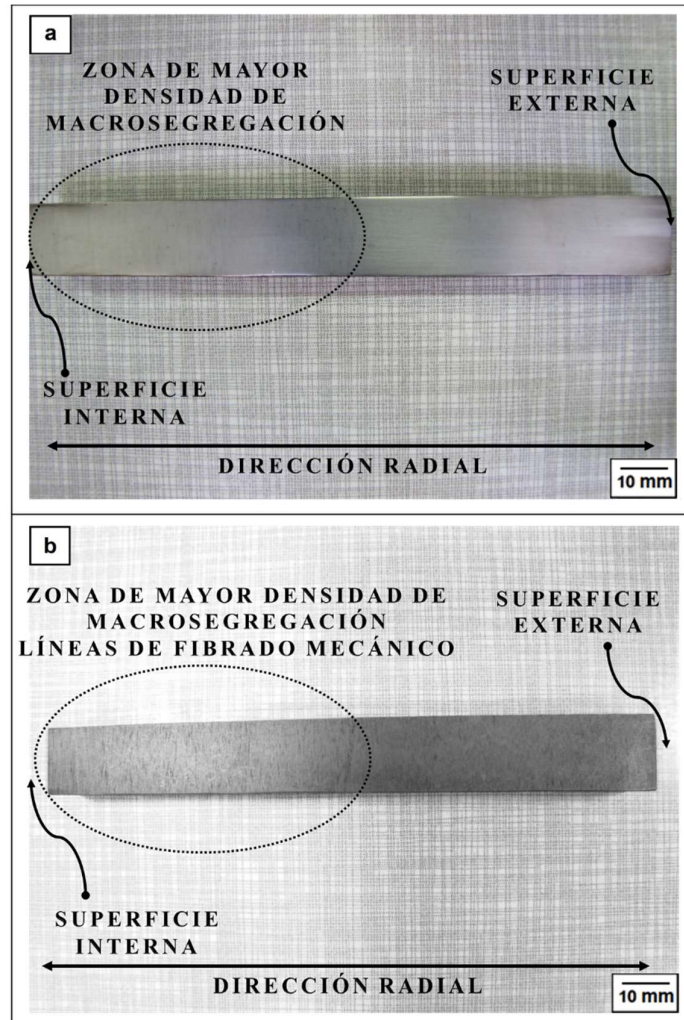 a
ZONA DE MAYOR
DENSIDAD DE
MACROSEGREGACIÓN
SUPERFICIE
EXTERNA
SUPERFICIE
INTERNA
DIRECCIÓN RADIAL
10 mm
b
ZONA DE MAYOR DENSIDAD DE
MACROSEGREGACIÓN
LÍNEAS DE FIBRADO MECÁNICO
SUPERFICIE
EXTERNA
SUPERFICIE
INTERNA
DIRECCIÓN RADIAL
10 mm